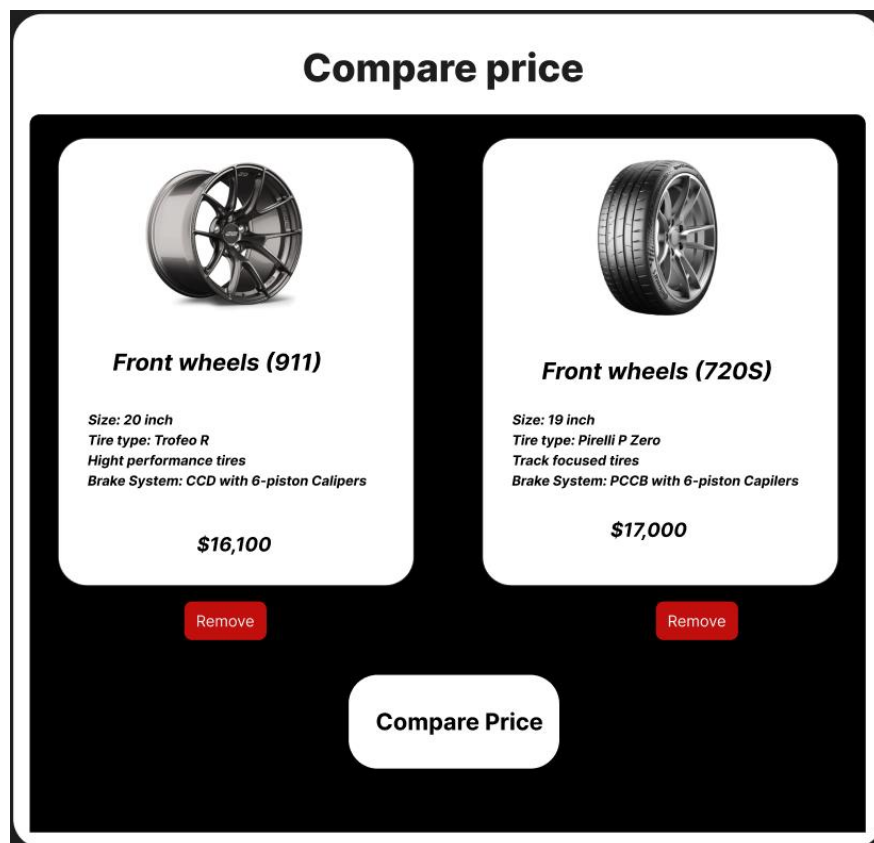 Compare price
Front wheels (911)
Size: 20 inch
Tire type: Trofeo R
Hight performance tires
Brake System: CCD with 6-piston Calipers
$16,100
Remove
Front wheels (720S)
Size: 19 inch
Tire type: Pirelli P Zero
Track focused tires
Brake System: PCCB with 6-piston Capilers
$17,000
Remove
Compare Price